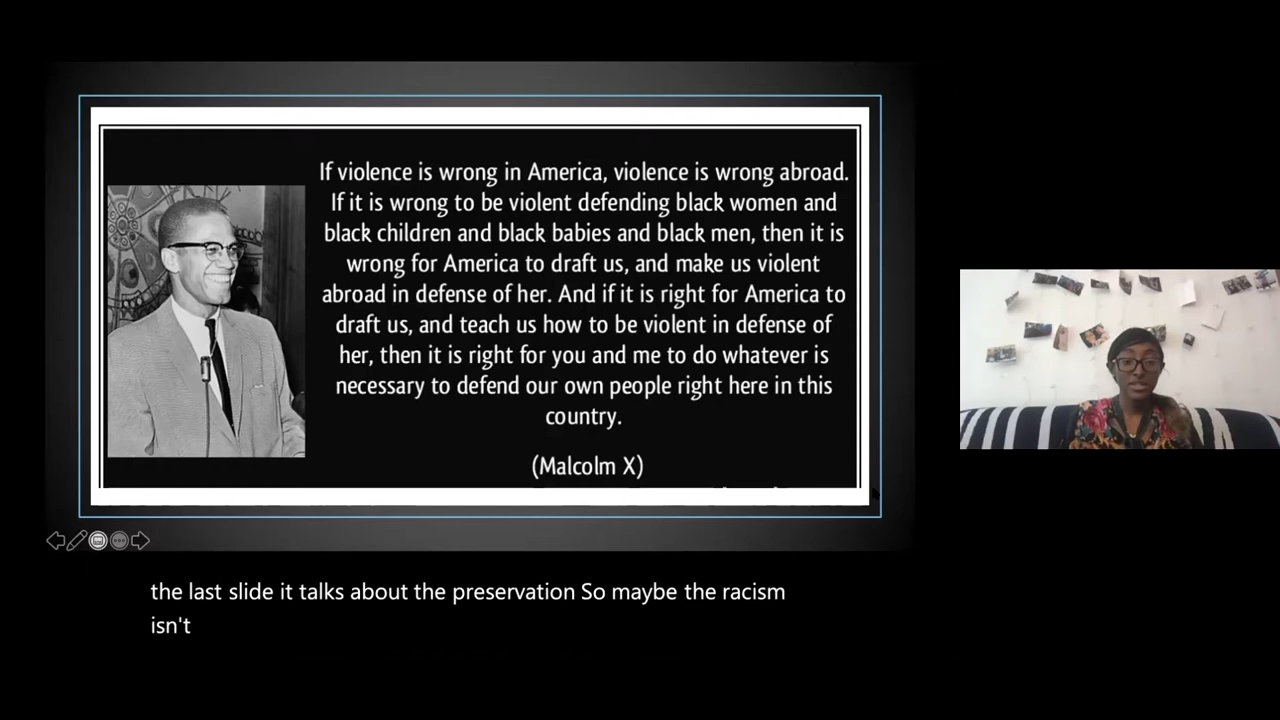 If violence is wrong in America, violence is wrong abroad.
If it is wrong to be violent defending black women and
black children and black babies and black men, then it is
wrong for America to draft us, and make us violent
abroad in defense of her. And if it is right for America to
draft us, and teach us how to be violent in defense of
her, then it is right for you and me to do whatever is
necessary to defend our own people right here in this
country.
(Malcolm X)
the last slide it talks about the preservation So maybe the racism
isn't